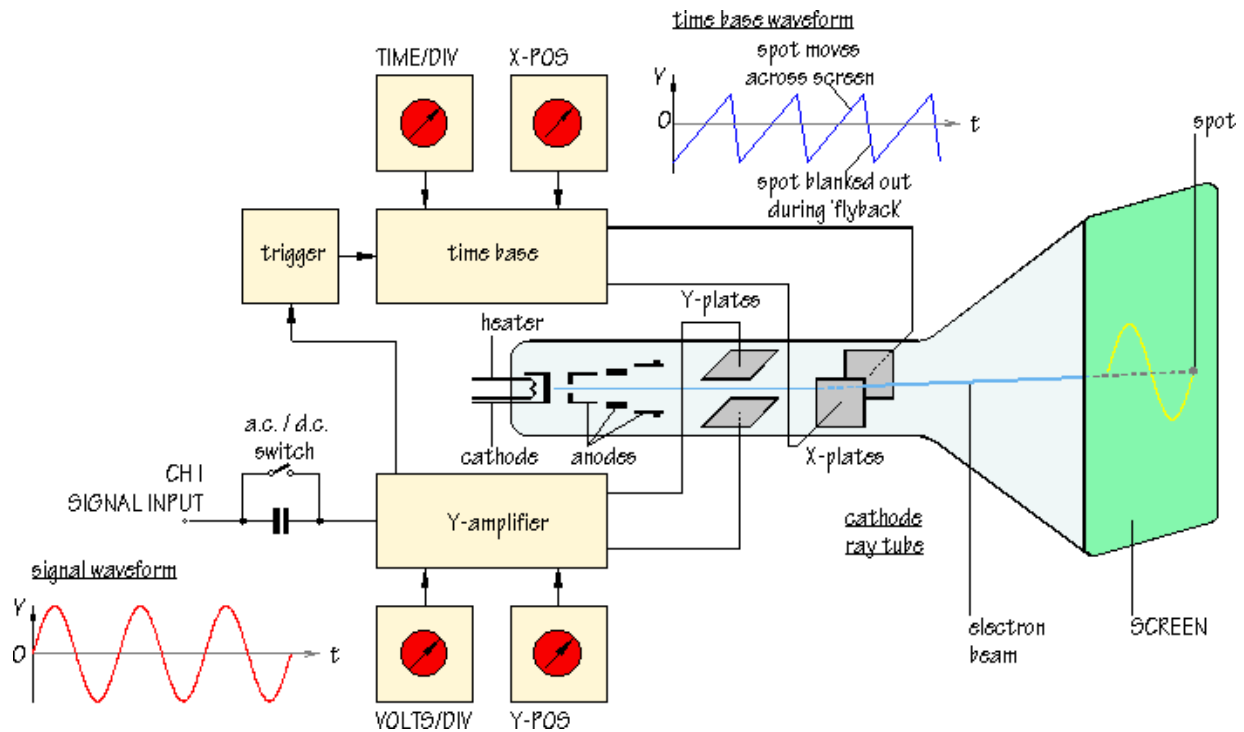 time base waveform
TIME/DIV
X-POS
spot moves
across screen
V
O
t
spot
spot blanked out
during 'flyback'
trigger
time base
Y-plates
heater
a.c. / d.c.
switch
cathode
anodes
X-plates
CH I
SIGNAL INPUT
Y-amplifier
cathode
ray tube
signal waveform
V
O
t
electron
beam
SCREEN
VOLTS/DIV
Y-POS